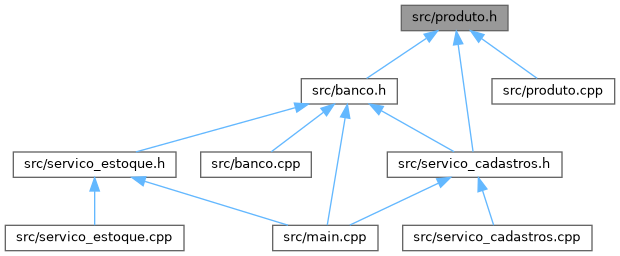 src/produto.h
src/banco.h
src/produto.cpp
src/servico_estoque.h
src/banco.cpp
src/servico_cadastros.h
src/servico_estoque.cpp
src/main.cpp
src/servico_cadastros.cpp